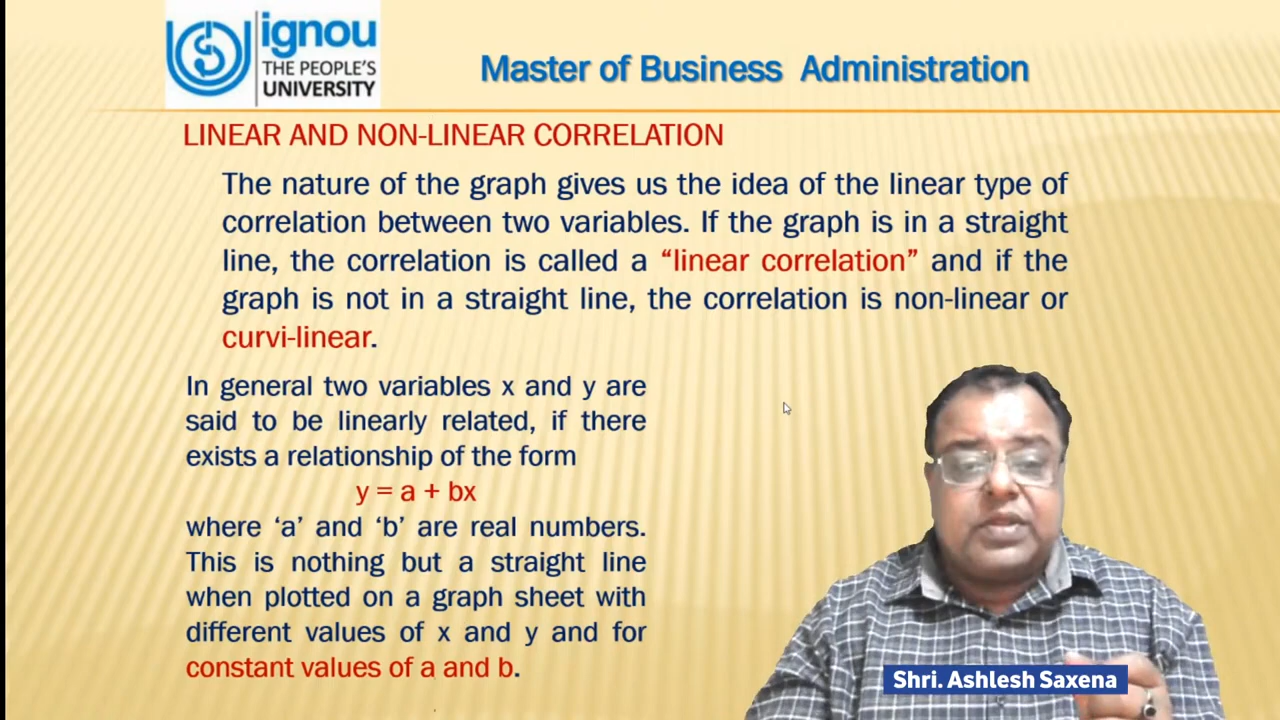 ignou
THE PEOPLE'S
UNIVERSITY
Master of Business Administration
LINEAR AND NON-LINEAR CORRELATION
The nature of the graph gives us the idea of the linear type of
correlation between two variables. If the graph is in a straight
line, the correlation is called a “linear correlation” and if the
graph is not in a straight line, the correlation is non-linear or
curvi-linear.
In general two variables x and y are
said to be linearly related, if there
exists a relationship of the form
y = a + bx
where ‘a’ and ‘b’ are real numbers.
This is nothing but a straight line
when plotted on a graph sheet with
different values of x and y and for
constant values of a and b.
Shri. Ashlesh Saxena